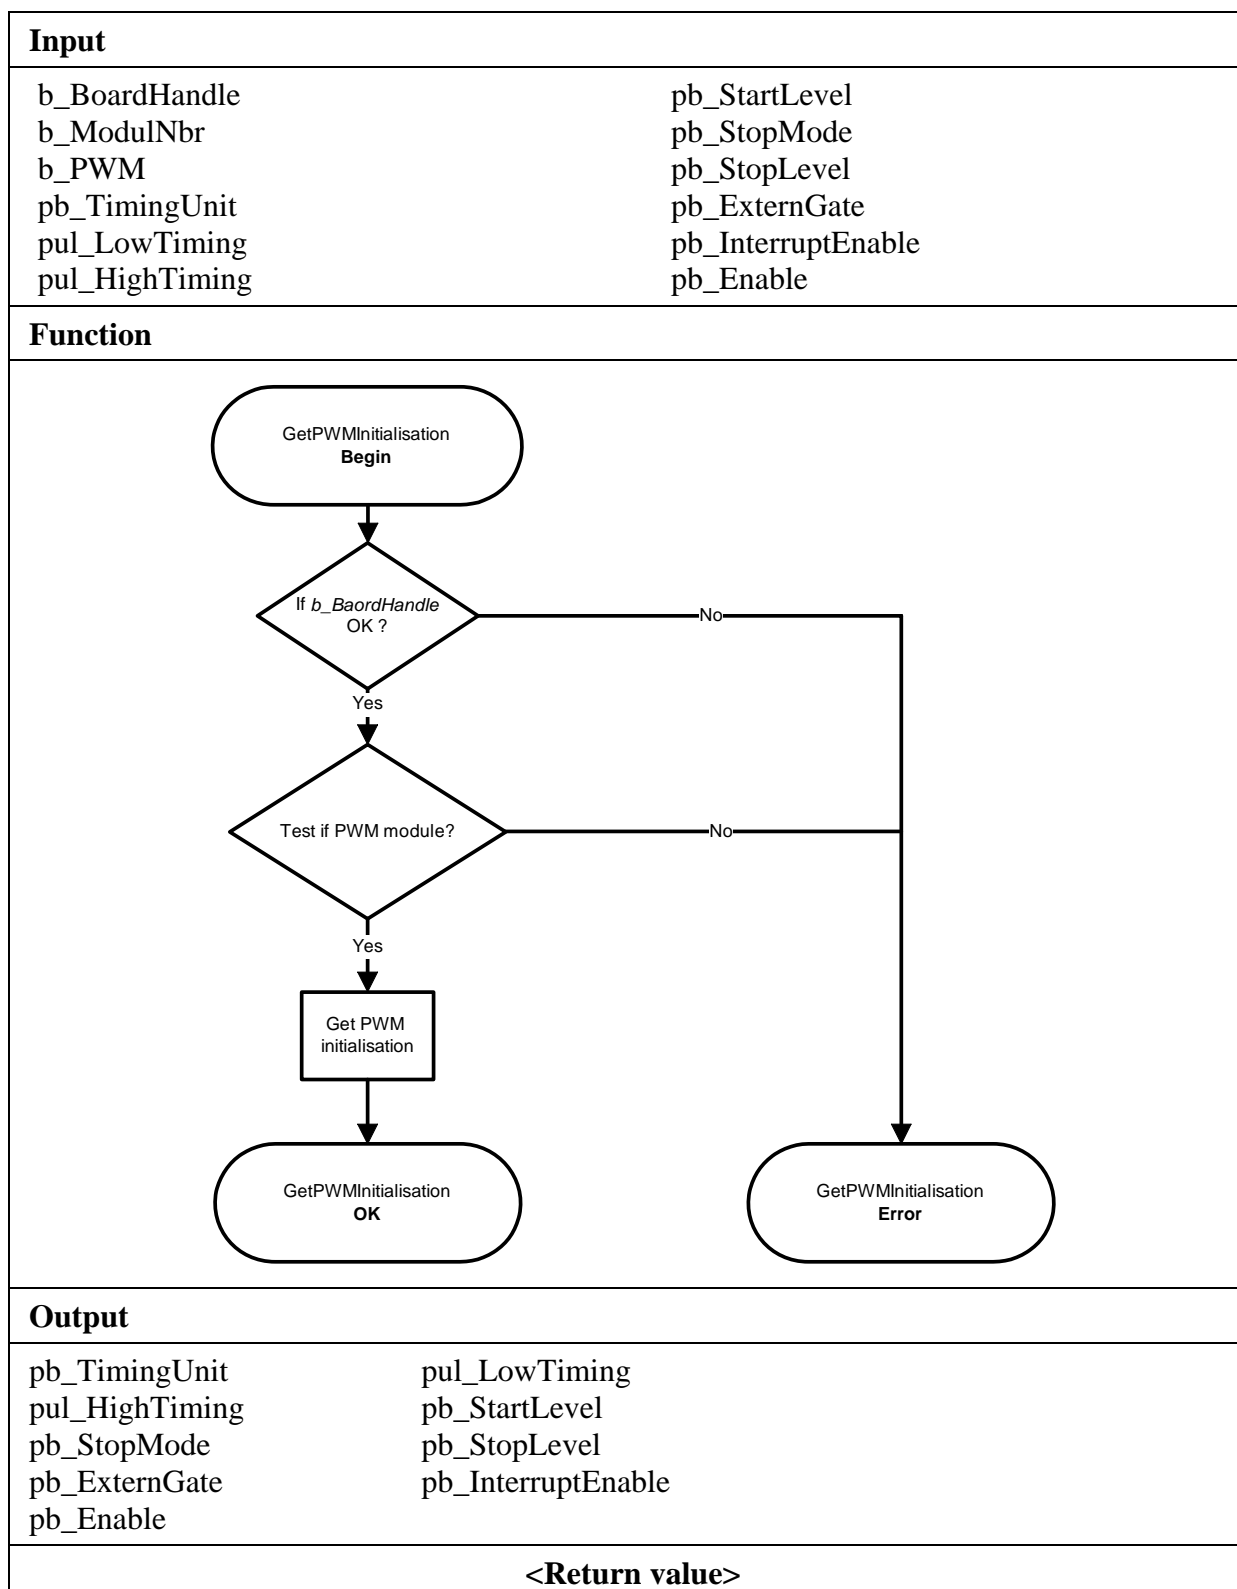 Input
b_BoardHandle
b_ModulNbr
b_PWM
pb_TimingUnit
pul_LowTiming
pul_HighTiming
pb_StartLevel
pb_StopMode
pb_StopLevel
pb_ExternGate
pb_InterruptEnable
pb_Enable
Function
GetPWMInitialisation
Begin
If b_BaordHandle
OK ?
No
Yes
Test if PWM module?
No
Yes
Get PWM
initialisation
GetPWMInitialisation
OK
GetPWMInitialisation
Error
Output
pb_TimingUnit pul_LowTiming
pul_HighTiming pb_StartLevel
pb_StopMode pb_StopLevel
pb_ExternGate pb_InterruptEnable
pb_Enable
<Return value>